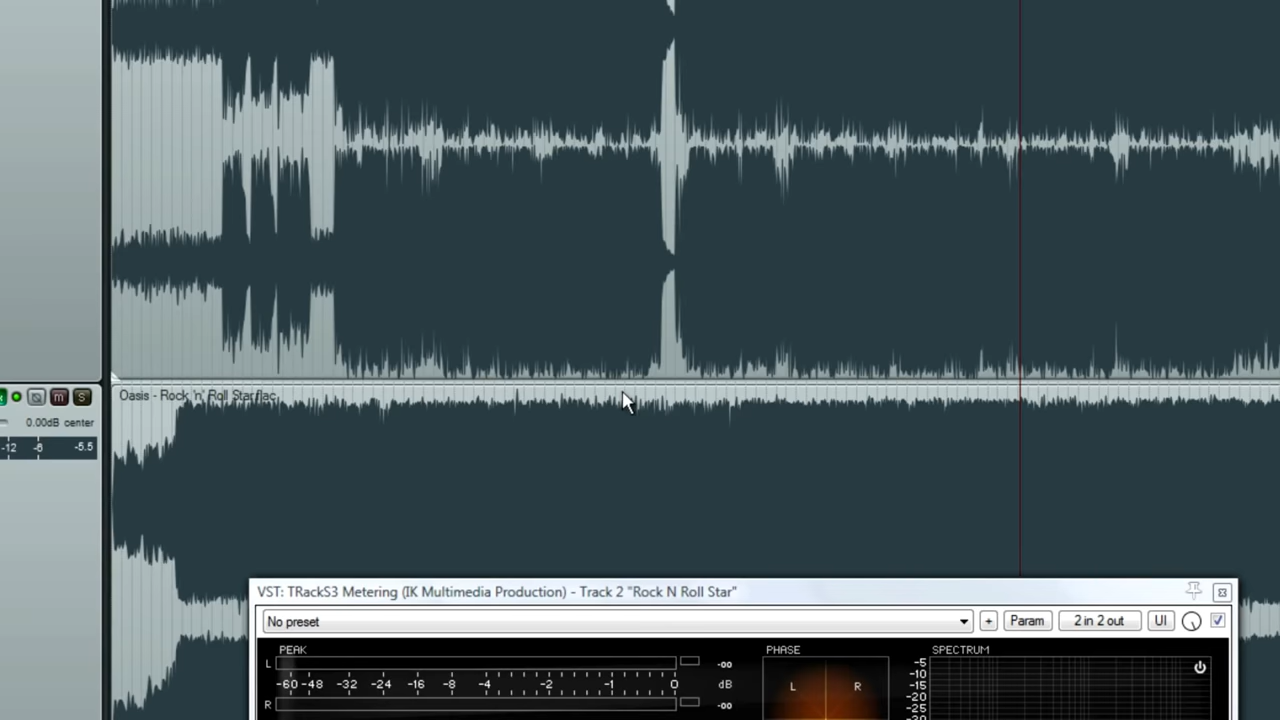 Oasis - Rock 'n' Roll Star.flac
m S
0.00dB center
-12 -6 -5.5
VST: TRackS3 Metering (IK Multimedia Production) - Track 2 "Rock N Roll Star"
No preset + Param 2 in 2 out UI
PEAK PHASE SPECTRUM
L -oo L R -5
-60 -48 -32 -24 -16 -8 -4 -2 -1 0 dB -10
-15
R -oo -20
-25
-30